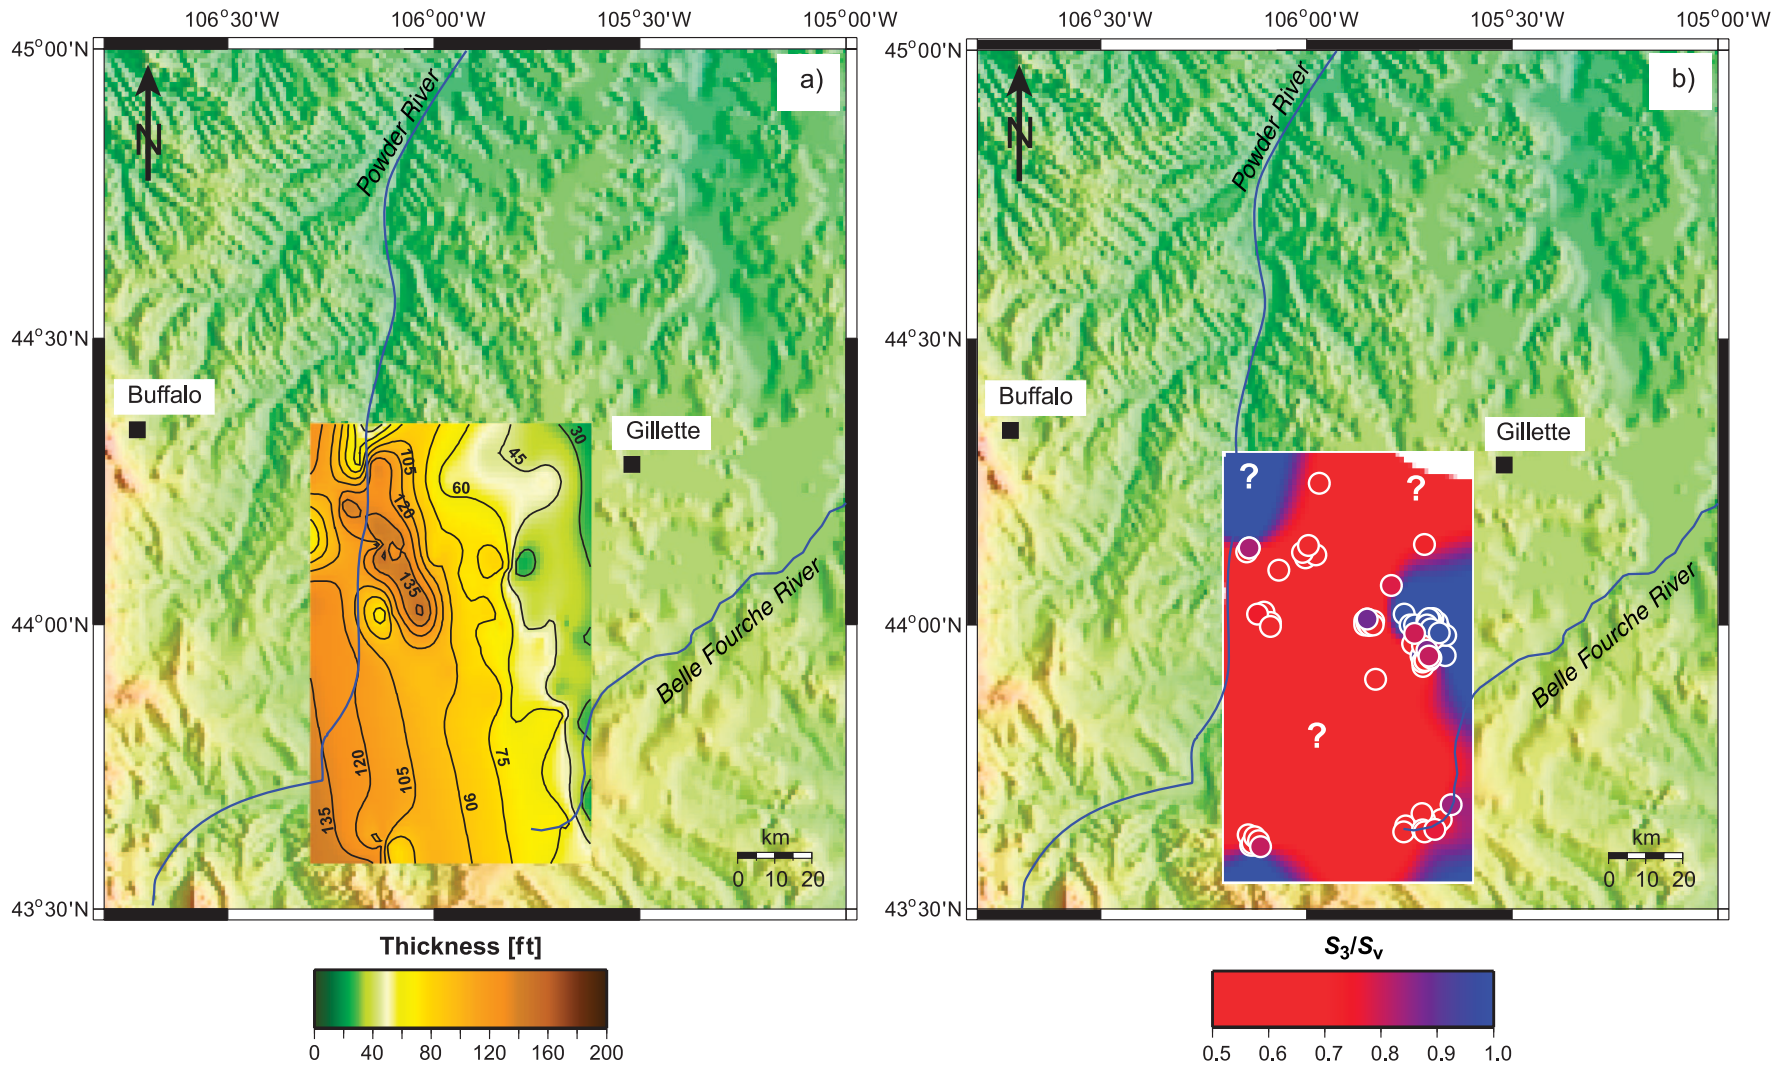 106°30'W 106°00'W 105°30'W 105°00'W
45°00'N
a)
N
Powder River
44°30'N
Buffalo
Gillette
30
45
105
60
120
135
44°00'N
Belle Fourche River
75
120
105
90
135
km
0 10 20
43°30'N
Thickness [ft]
0 40 80 120 160 200
106°30'W 106°00'W 105°30'W 105°00'W
45°00'N
b)
N
Powder River
44°30'N
Buffalo
Gillette
? ?
44°00'N
Belle Fourche River
?
km
0 10 20
43°30'N
S3/Sv
0.5 0.6 0.7 0.8 0.9 1.0